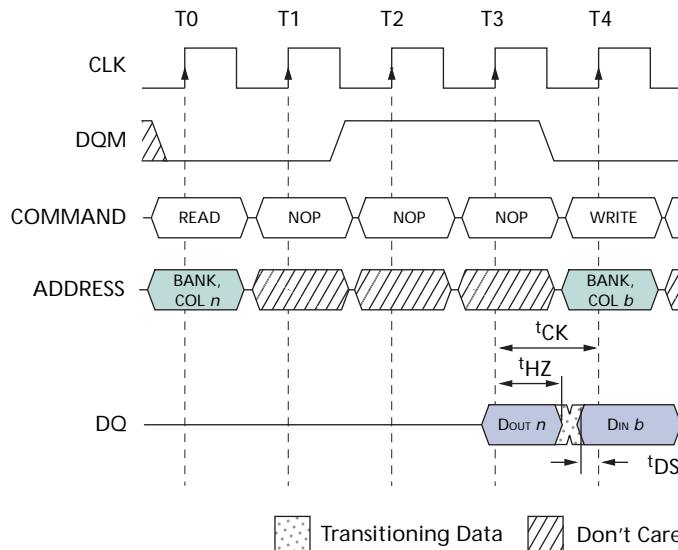 T0 T1 T2 T3 T4
CLK
DQM
COMMAND READ NOP NOP NOP WRITE
ADDRESS BANK, COL n BANK, COL b
tCK
tHZ
DQ DOUT n DIN b
tDS
Transitioning Data Don't Care